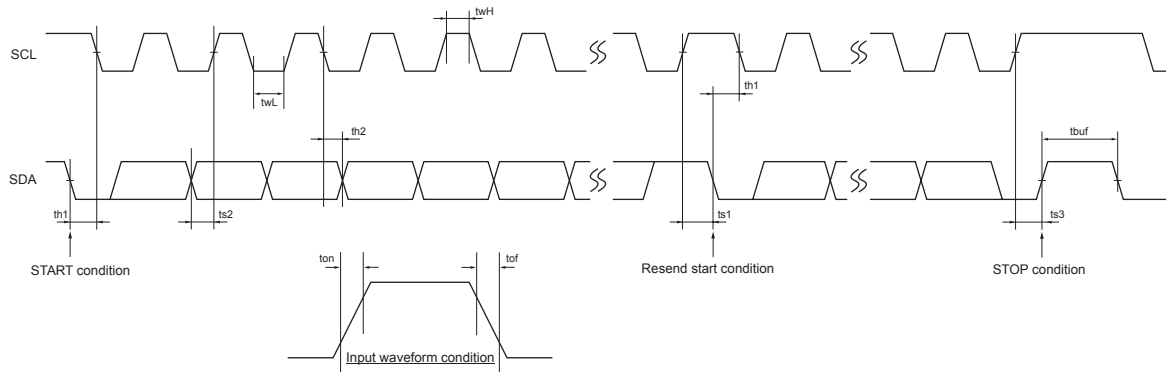 twH
SCL
th1
twL
th2
tbuf
SDA
th1
ts2
ts1
ts3
START condition
ton
tof
Resend start condition
STOP condition
Input waveform condition